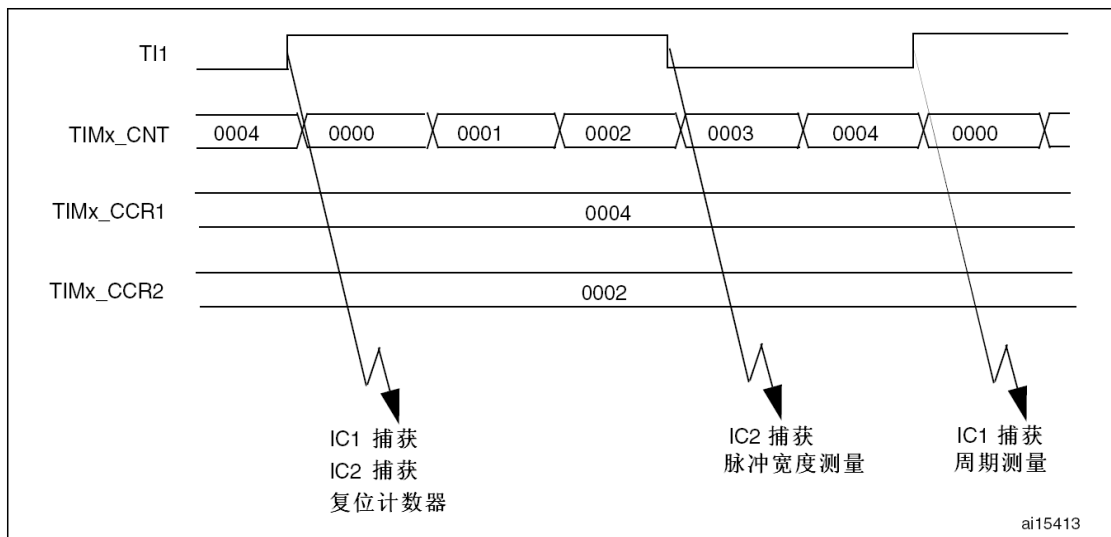 TI1
TIMx_CNT 0004 0000 0001 0002 0003 0004 0000
TIMx_CCR1 0004
TIMx_CCR2 0002
IC1 捕获
IC2 捕获
复位计数器
IC2 捕获
脉冲宽度测量
IC1 捕获
周期测量
ai15413